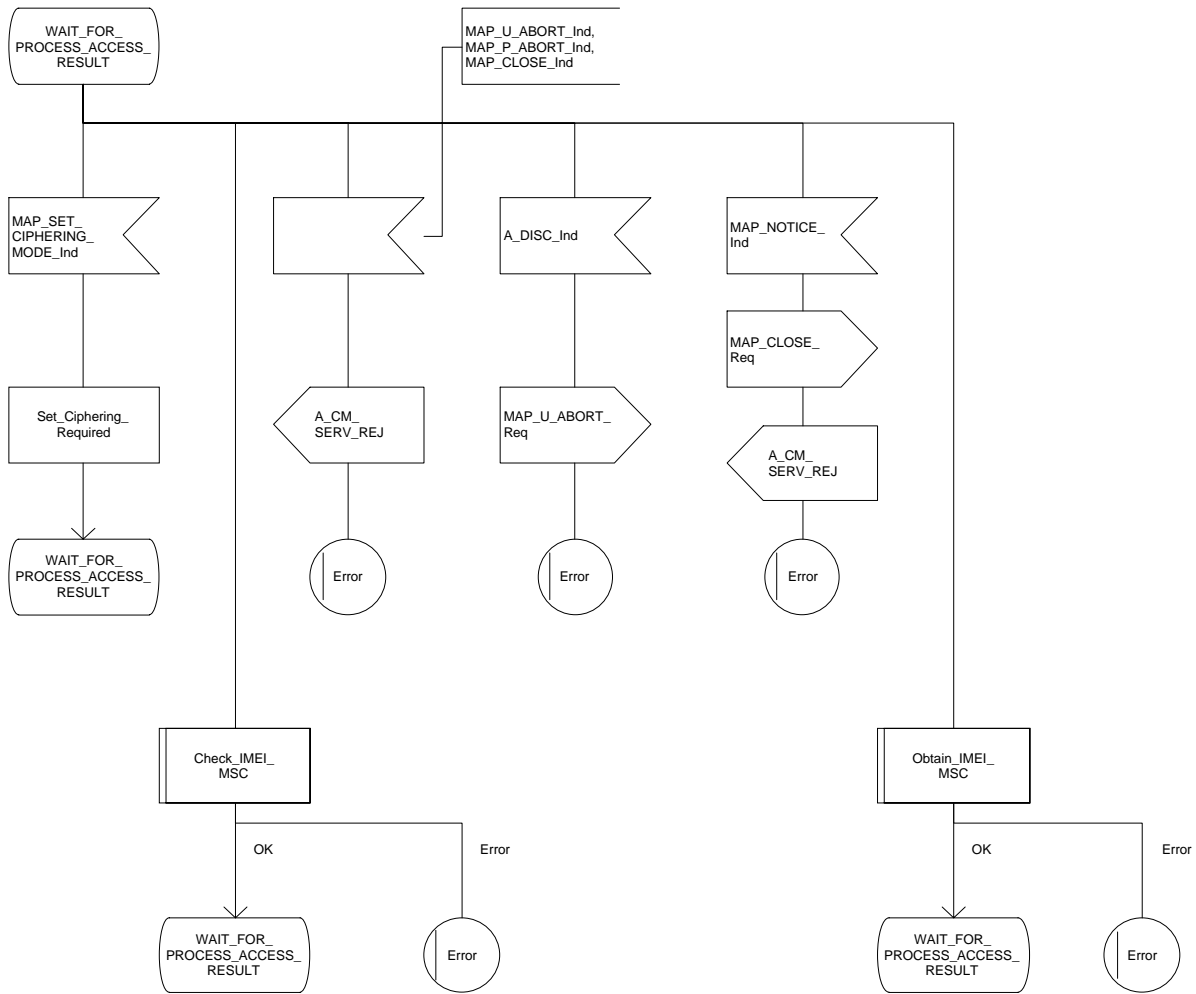 WAIT_FOR_
PROCESS_ACCESS_
RESULT
MAP_U_ABORT_Ind,
MAP_P_ABORT_Ind,
MAP_CLOSE_Ind
MAP_SET_
CIPHERING_
MODE_Ind
A_DISC_Ind
MAP_NOTICE_
Ind
MAP_CLOSE_
Req
Set_Ciphering_
Required
A_CM_
SERV_REJ
MAP_U_ABORT_
Req
A_CM_
SERV_REJ
WAIT_FOR_
PROCESS_ACCESS_
RESULT
Error
Error
Error
Check_IMEI_
MSC
Obtain_IMEI_
MSC
OK
Error
OK
Error
WAIT_FOR_
PROCESS_ACCESS_
RESULT
Error
WAIT_FOR_
PROCESS_ACCESS_
RESULT
Error